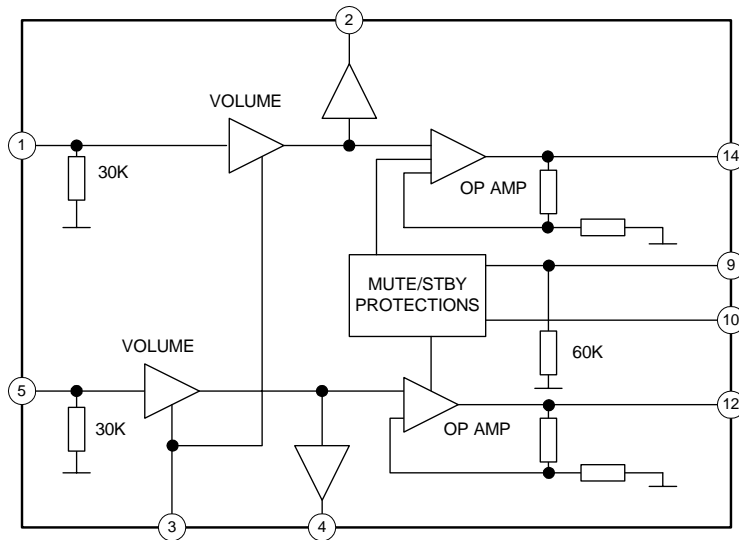 2
VOLUME
1
30K
OP AMP
14
MUTE/STBY
PROTECTIONS
9
10
VOLUME
60K
5
30K
OP AMP
12
3
4